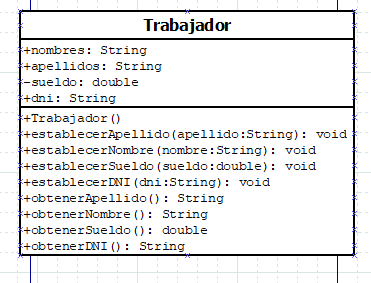 Trabajador
+nombres: String
+apellidos: String
-sueldo: double
+dni: String
+Trabajador()
+establecerApellido(apellido:String): void
+establecerNombre(nombre:String): void
+establecerSueldo(sueldo:double): void
+establecerDNI(dni:String): void
+obtenerApellido(): String
+obtenerNombre(): String
+obtenerSueldo(): double
+obtenerDNI(): String